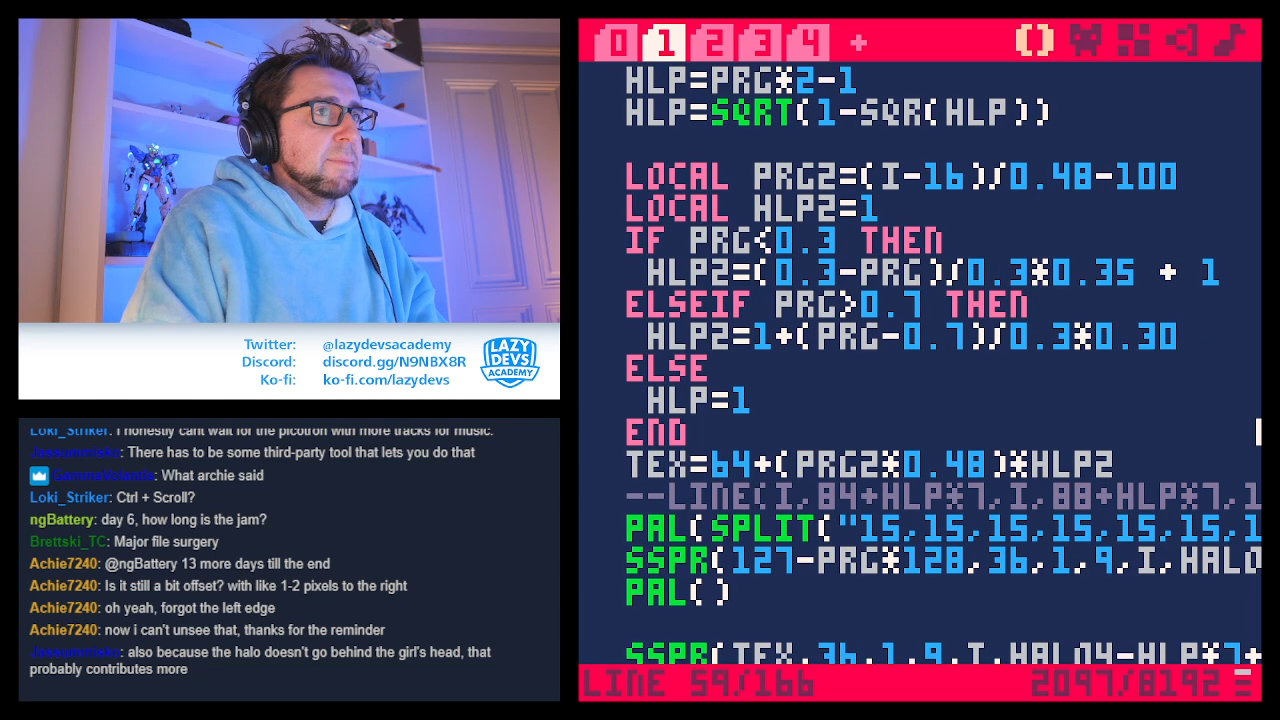 Twitter: @lazydevsacademy
Discord: discord.gg/N9NBX8R
Ko-fi: ko-fi.com/lazydevs
LAZY
DEVS
ACADEMY
Loki_Striker: I honestly cant wait for the picotron with more tracks for music.
There has to be some third-party tool that lets you do that
What archie said
Loki_Striker: Ctrl + Scroll?
ngBattery: day 6, how long is the jam?
Brettski_TC: Major file surgery
Achie7240: @ngBattery 13 more days till the end
Achie7240: Is it still a bit offset? with like 1-2 pixels to the right
Achie7240: oh yeah, forgot the left edge
Achie7240: now i can't unsee that, thanks for the reminder
also because the halo doesn't go behind the girl's head, that
probably contributes more
0 1 2 3 4 +
HLP=PRG*2-1
HLP=SQRT(1-SQR(HLP))
LOCAL PRG2=(I-16)/0.48-100
LOCAL HLP2=1
IF PRG<0.3 THEN
HLP2=(0.3-PRG)/0.3*0.35 + 1
ELSEIF PRG>0.7 THEN
HLP2=1+(PRG-0.7)/0.3*0.30
ELSE
HLP=1
END
TEX=64+(PRG2*0.48)*HLP2
--LINE(I,84+HLP*7,I,88+HLP*7,1
PAL(SPLIT("15,15,15,15,15,15,1
SSPR(127-PRG*128,36,1,9,I,HALO
PAL()
SSPR(TEX,36,1,9,I,HALO4-HLP*7+
LINE 59/166
2097/8192